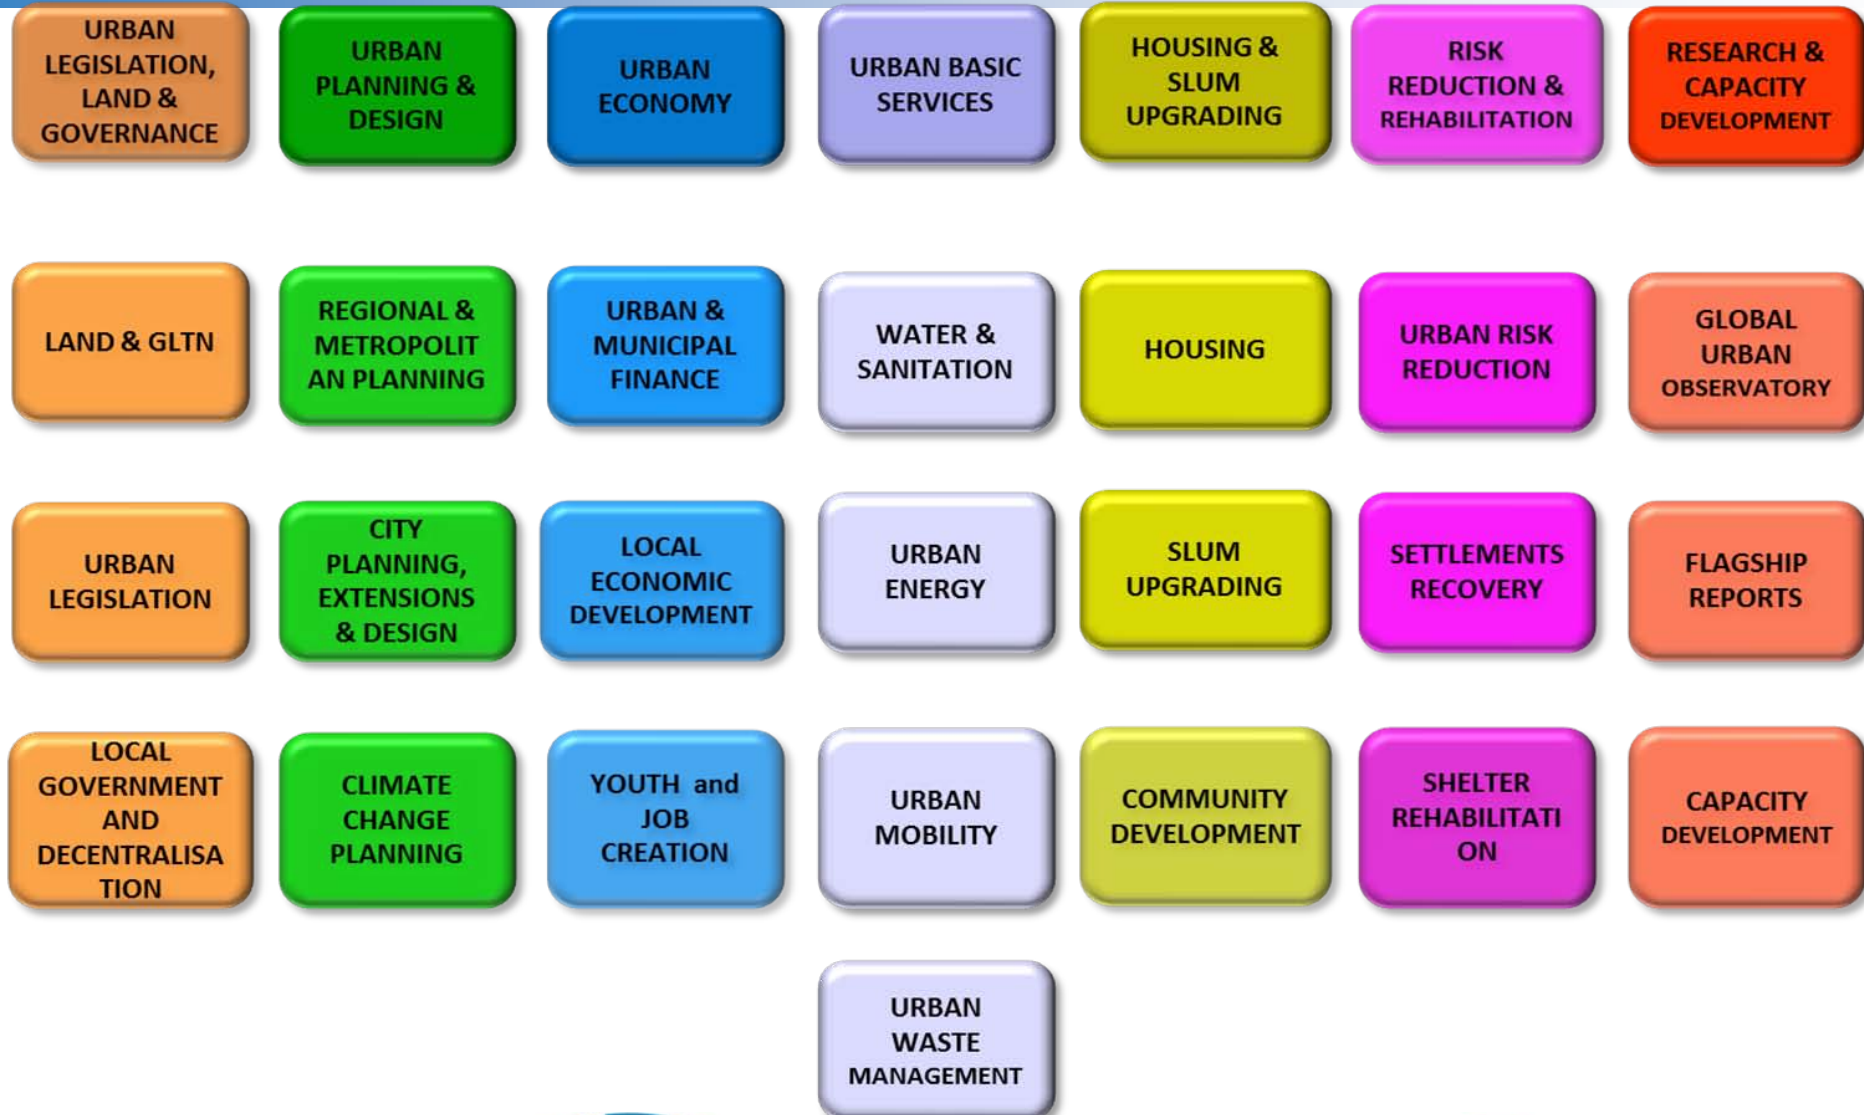 URBAN
LEGISLATION,
LAND &
GOVERNANCE
URBAN
PLANNING &
DESIGN
URBAN
ECONOMY
URBAN BASIC
SERVICES
HOUSING &
SLUM
UPGRADING
RISK
REDUCTION &
REHABILITATION
RESEARCH &
CAPACITY
DEVELOPMENT
LAND & GLTN
REGIONAL &
METROPOLIT
AN PLANNING
URBAN &
MUNICIPAL
FINANCE
WATER &
SANITATION
HOUSING
URBAN RISK
REDUCTION
GLOBAL
URBAN
OBSERVATORY
URBAN
LEGISLATION
CITY
PLANNING,
EXTENSIONS
& DESIGN
LOCAL
ECONOMIC
DEVELOPMENT
URBAN
ENERGY
SLUM
UPGRADING
SETTLEMENTS
RECOVERY
FLAGSHIP
REPORTS
LOCAL
GOVERNMENT
AND
DECENTRALISA
TION
CLIMATE
CHANGE
PLANNING
YOUTH and
JOB
CREATION
URBAN
MOBILITY
COMMUNITY
DEVELOPMENT
SHELTER
REHABILITATI
ON
CAPACITY
DEVELOPMENT
URBAN
WASTE
MANAGEMENT